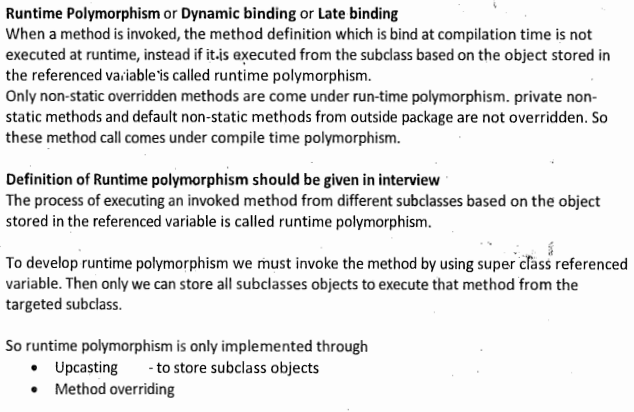 Runtime Polymorphism or Dynamic binding or Late binding
When a method is invoked, the method definition which is bind at compilation time is not
executed at runtime, instead if it.is executed from the subclass based on the object stored in
the referenced variable is called runtime polymorphism.
Only non-static overridden methods are come under run-time polymorphism. private non-
static methods and default non-static methods from outside package are not overridden. So
these method call comes under compile time polymorphism.
Definition of Runtime polymorphism should be given in interview
The process of executing an invoked method from different subclasses based on the object
stored in the referenced variable is called runtime polymorphism.
To develop runtime polymorphism we must invoke the method by using super class referenced
variable. Then only we can store all subclasses objects to execute that method from the
targeted subclass.
So runtime polymorphism is only implemented through
• Upcasting - to store subclass objects
• Method overriding